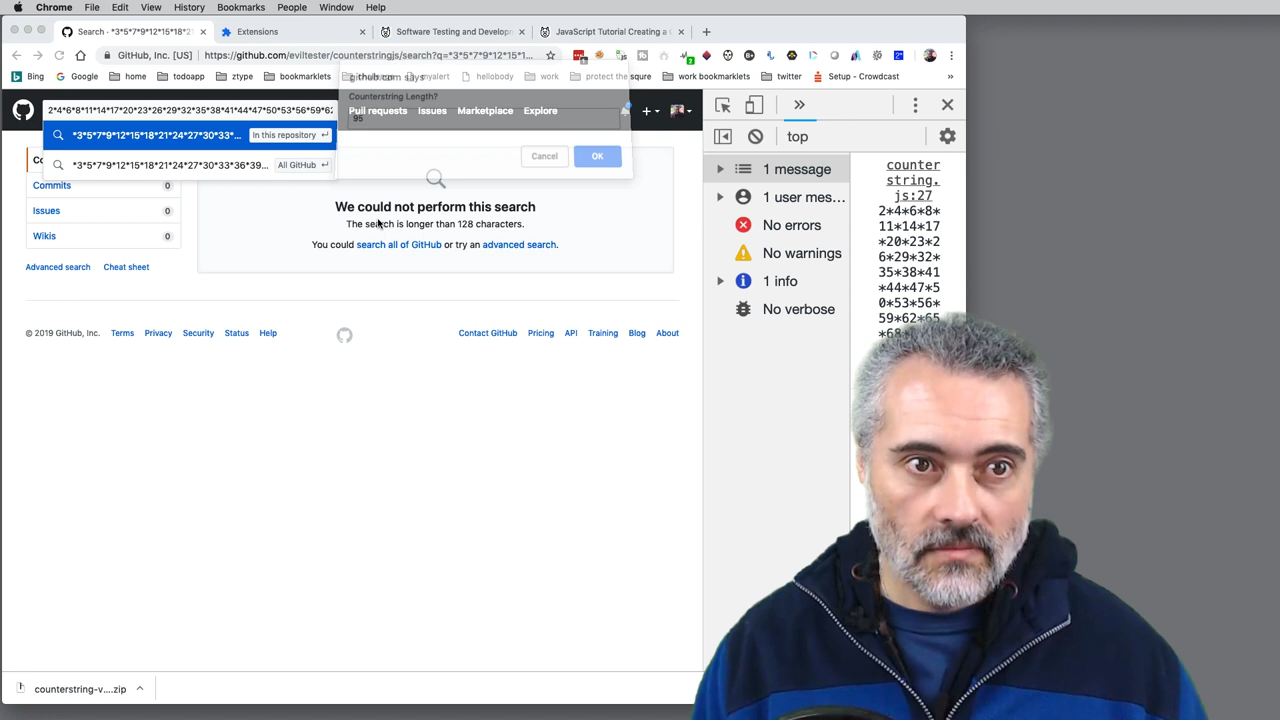 Chrome File Edit View History Bookmarks People Window Help
Search · *3*5*7*9*12*15*18*21* Extensions Software Testing and Develop JavaScript Tutorial Creating a C
GitHub, Inc. [US] https://github.com/eviltester/counterstringjs/search?q=*3*5*7*9*12*15*1...
Bing Google home todoapp ztype bookmarklets myalert hellobody work protect the squre work bookmarklets twitter Setup - Crowdcast »
github.com says
Counterstring Length?
2*4*6*8*11*14*17*20*23*26*29*32*35*38*41*44*47*50*53*56*59*62
Pull requests Issues Marketplace Explore
95
*3*5*7*9*12*15*18*21*24*27*30*33*... In this repository
*3*5*7*9*12*15*18*21*24*27*30*33*36*39... All GitHub
Cancel OK
Commits 0
Issues 0
Wikis 0
Advanced search Cheat sheet
We could not perform this search
The search is longer than 128 characters.
You could search all of GitHub or try an advanced search.
© 2019 GitHub, Inc. Terms Privacy Security Status Help
Contact GitHub Pricing API Training Blog About
top
1 message
1 user mes...
No errors
No warnings
1 info
No verbose
counter
string.
js:27
2*4*6*8*
11*14*17
*20*23*2
6*29*32*
35*38*41
*44*47*5
0*53*56*
59*62*65
counterstring-v....zip